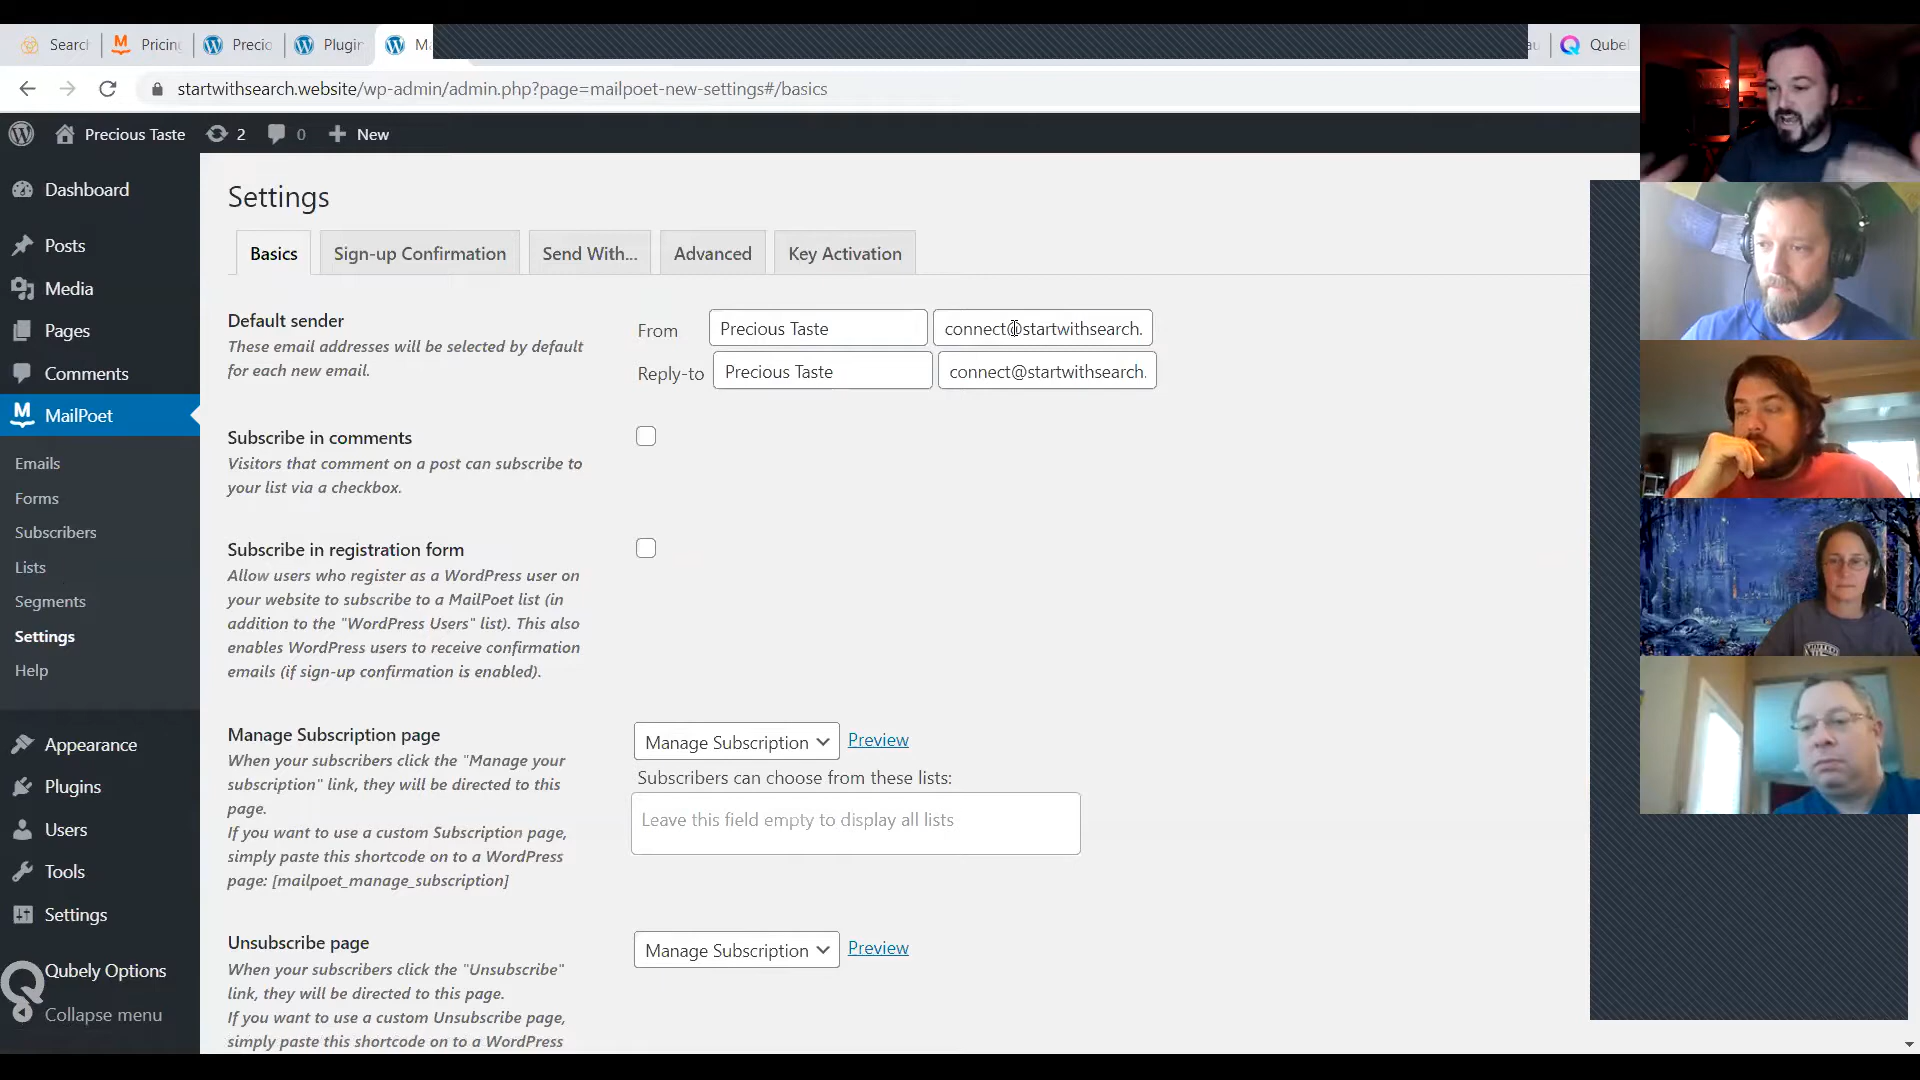 Search
Pricing
Precio
Plugin
M
au
Qube
startwithsearch.website/wp-admin/admin.php?page=mailpoet-new-settings#/basics
Precious Taste
2
0
New
Dashboard
Posts
Media
Pages
Comments
MailPoet
Emails
Forms
Subscribers
Lists
Segments
Settings
Help
Appearance
Plugins
Users
Tools
Settings
Qubely Options
Collapse menu
Settings
Basics
Sign-up Confirmation
Send With...
Advanced
Key Activation
Default sender
These email addresses will be selected by default
for each new email.
From
Precious Taste
connect@startwithsearch.
Reply-to
Precious Taste
connect@startwithsearch.
Subscribe in comments
Visitors that comment on a post can subscribe to
your list via a checkbox.
Subscribe in registration form
Allow users who register as a WordPress user on
your website to subscribe to a MailPoet list (in
addition to the "WordPress Users" list). This also
enables WordPress users to receive confirmation
emails (if sign-up confirmation is enabled).
Manage Subscription page
When your subscribers click the "Manage your
subscription" link, they will be directed to this
page.
If you want to use a custom Subscription page,
simply paste this shortcode on to a WordPress
page: [mailpoet_manage_subscription]
Manage Subscription
Preview
Subscribers can choose from these lists:
Leave this field empty to display all lists
Unsubscribe page
When your subscribers click the "Unsubscribe"
link, they will be directed to this page.
If you want to use a custom Unsubscribe page,
simply paste this shortcode on to a WordPress
Manage Subscription
Preview